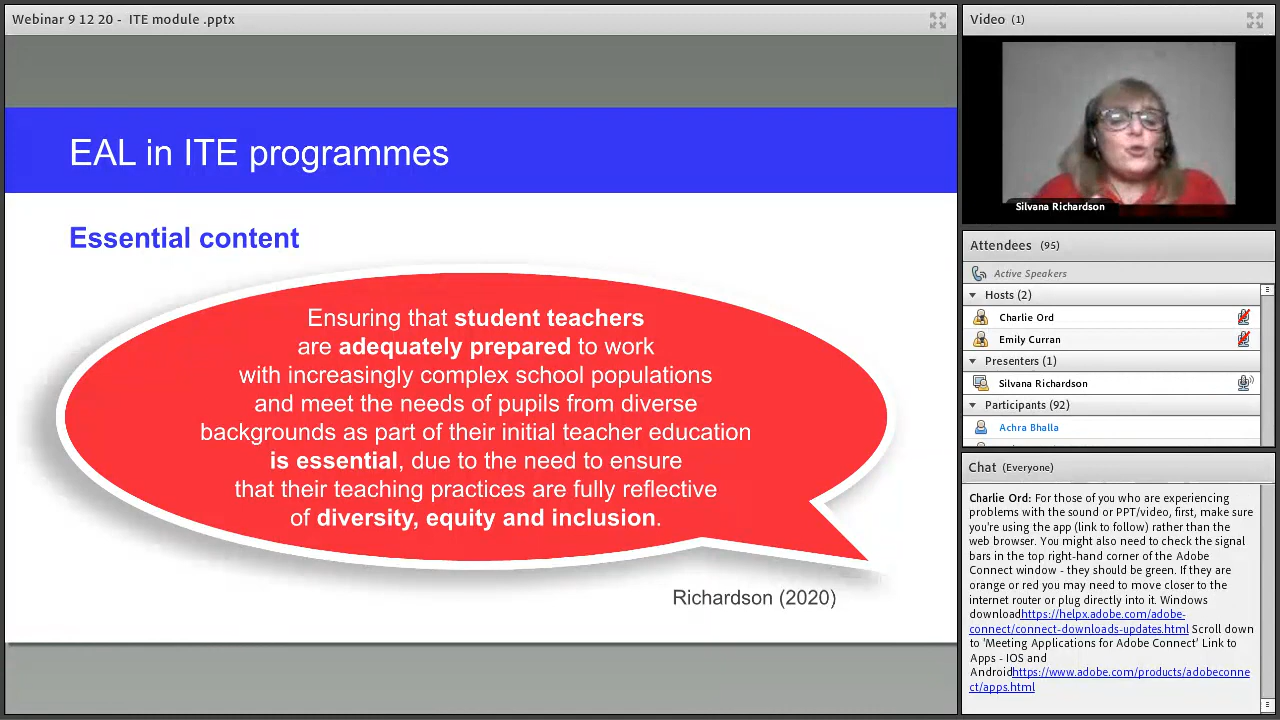 Webinar 9 12 20 - ITE module .pptx
EAL in ITE programmes
Essential content
Ensuring that student teachers
are adequately prepared to work
with increasingly complex school populations
and meet the needs of pupils from diverse
backgrounds as part of their initial teacher education
is essential, due to the need to ensure
that their teaching practices are fully reflective
of diversity, equity and inclusion.
Richardson (2020)
Video (1)
Silvana Richardson
Attendees (95)
Active Speakers
Hosts (2)
Charlie Ord
Emily Curran
Presenters (1)
Silvana Richardson
Participants (92)
Achra Bhalla
Chat (Everyone)
Charlie Ord: For those of you who are experiencing
problems with the sound or PPT/video, first, make sure
you're using the app (link to follow) rather than the
web browser. You might also need to check the signal
bars in the top right-hand corner of the Adobe
Connect window - they should be green. If they are
orange or red you may need to move closer to the
internet router or plug directly into it. Windows
downloadhttps://helpx.adobe.com/adobe-
connect/connect-downloads-updates.html Scroll down
to 'Meeting Applications for Adobe Connect' Link to
Apps - IOS and
Androidhttps://www.adobe.com/products/adobeconne
ct/apps.html